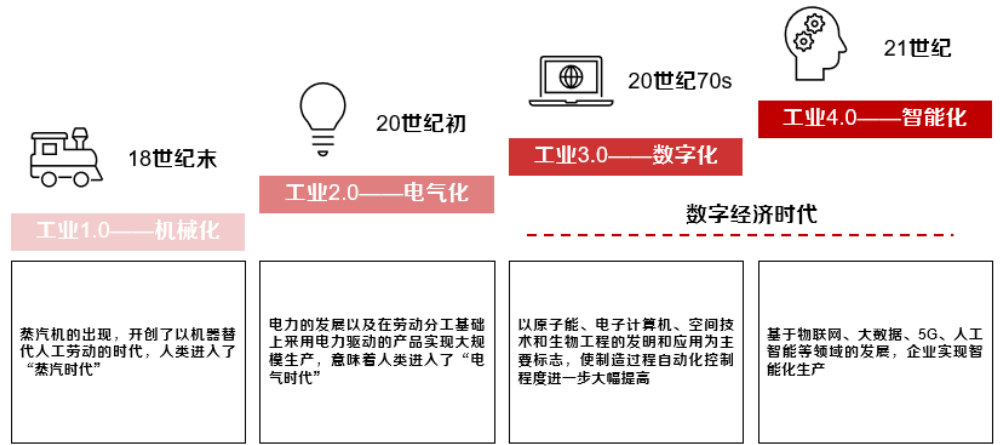 18世纪末
工业1.0——机械化
蒸汽机的出现，开创了以机器替
代人工劳动的时代，人类进入了
“蒸汽时代”
20世纪初
工业2.0——电气化
电力的发展以及在劳动分工基础
上采用电力驱动的产品实现大规
模生产，意味着人类进入了“电
气时代”
20世纪70s
工业3.0——数字化
21世纪
工业4.0——智能化
数字经济时代
以原子能、电子计算机、空间技
术和生物工程的发明和应用为主
要标志，使制造过程自动化控制
程度进一步大幅提高
基于物联网、大数据、5G、人工
智能等领域的发展，企业实现智
能化生产